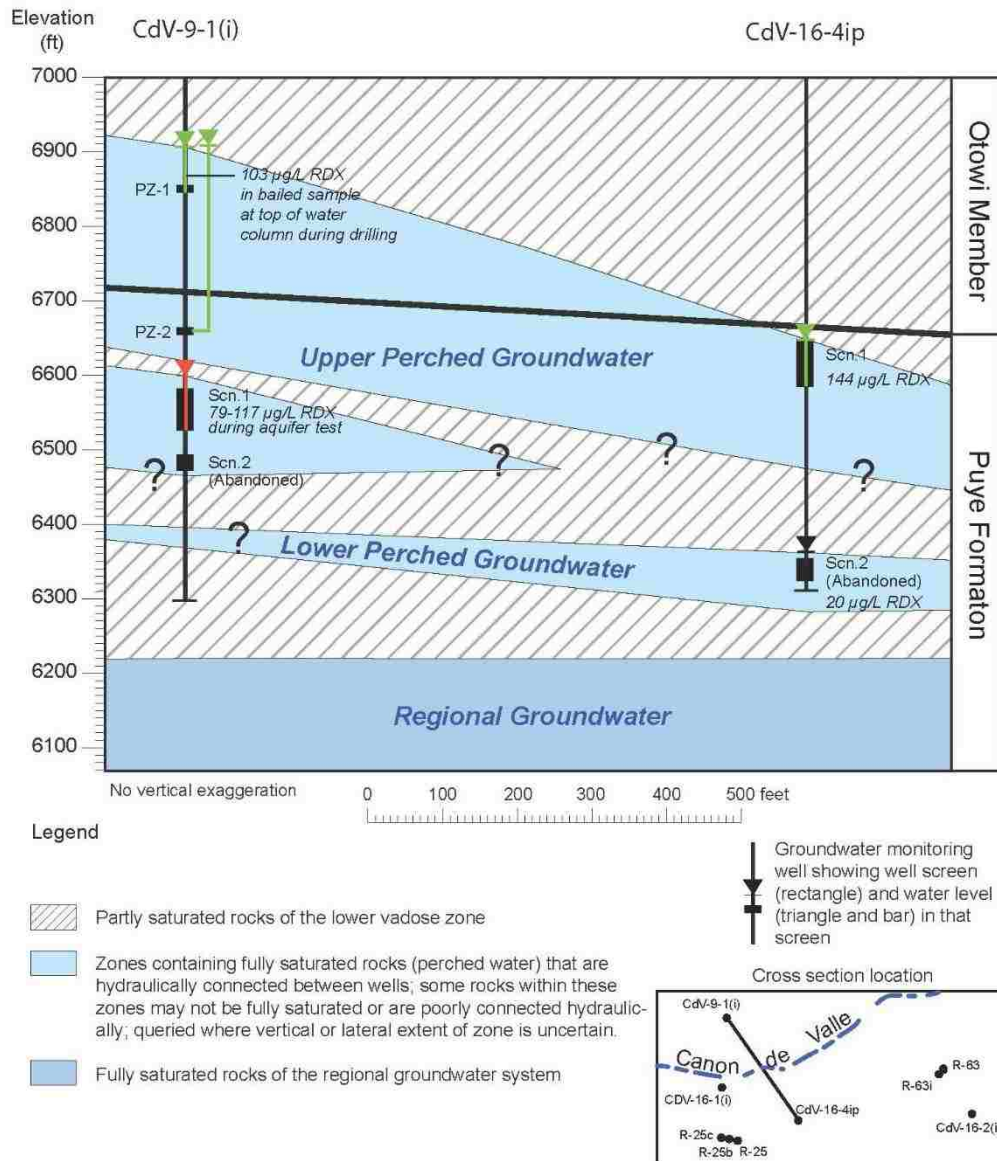 Elevation
(ft)
CdV-9-1(i)
CdV-16-4ip
7000
6900
6800
6700
6600
6500
6400
6300
6200
6100
PZ-1
103 µg/L RDX
in bailed sample
at top of water
column during drilling
PZ-2
Upper Perched Groundwater
Scn.1
144 µg/L RDX
Scn.1
79-117 µg/L RDX
during aquifer test
Scn.2
(Abandoned)
?
?
?
?
?
Lower Perched Groundwater
Scn.2
(Abandoned)
20 µg/L RDX
Regional Groundwater
Otowi Member
Puye Formaton
No vertical exaggeration
0 100 200 300 400 500 feet
Legend
Partly saturated rocks of the lower vadose zone
Zones containing fully saturated rocks (perched water) that are
hydraulically connected between wells; some rocks within these
zones may not be fully saturated or are poorly connected hydraulic-
ally; queried where vertical or lateral extent of zone is uncertain.
Fully saturated rocks of the regional groundwater system
Groundwater monitoring
well showing well screen
(rectangle) and water level
(triangle and bar) in that
screen
Cross section location
CdV-9-1(i)
Canon de Valle
R-63
R-63i
CDV-16-1(i)
CdV-16-4ip
CdV-16-2(i
R-25c
R-25b
R-25